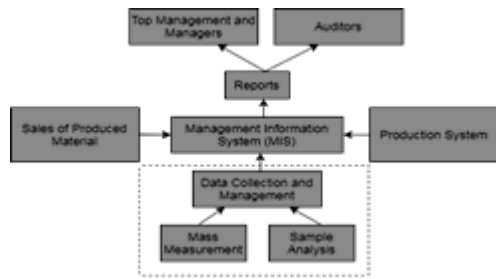 Top Management and
Managers
Auditors
Reports
Sales of Produced
Material
Management Information
System (MIS)
Production System
Data Collection and
Management
Mass
Measurement
Sample
Analysis